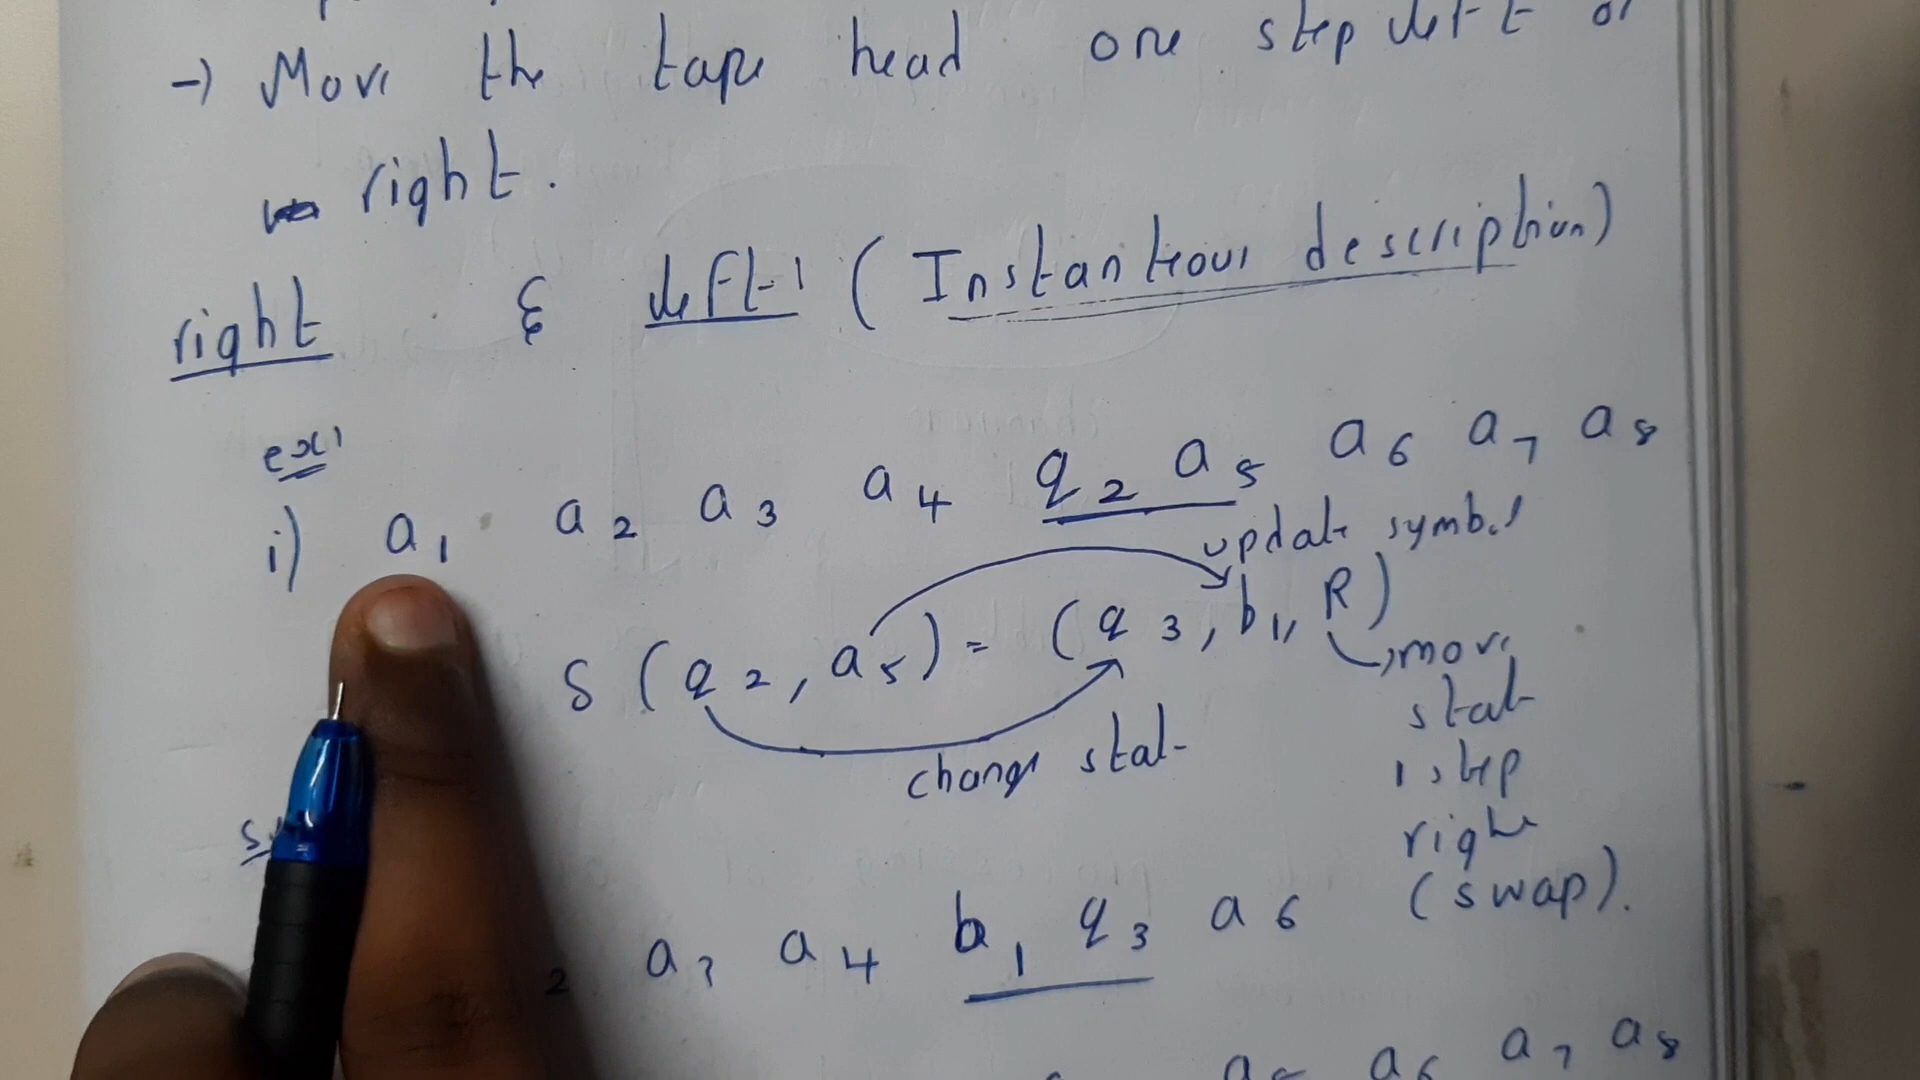 -> Move the tape head one step left or
right.
right & left (Instantious description)
ex:
i) a1 a2 a3 a4 q2 a5 a6 a7 a8
update symbol
δ (q2, a5) = (q3, b1, R)
move
state
1 step
right
(swap).
change state
2 a3 a4 b1 q3 a6
a7 a8